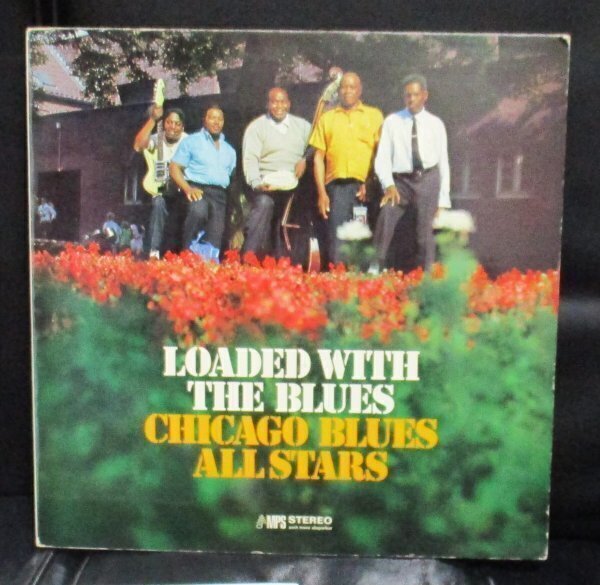 LOADED WITH
THE BLUES
CHICAGO BLUES
ALL STARS
MPS STEREO